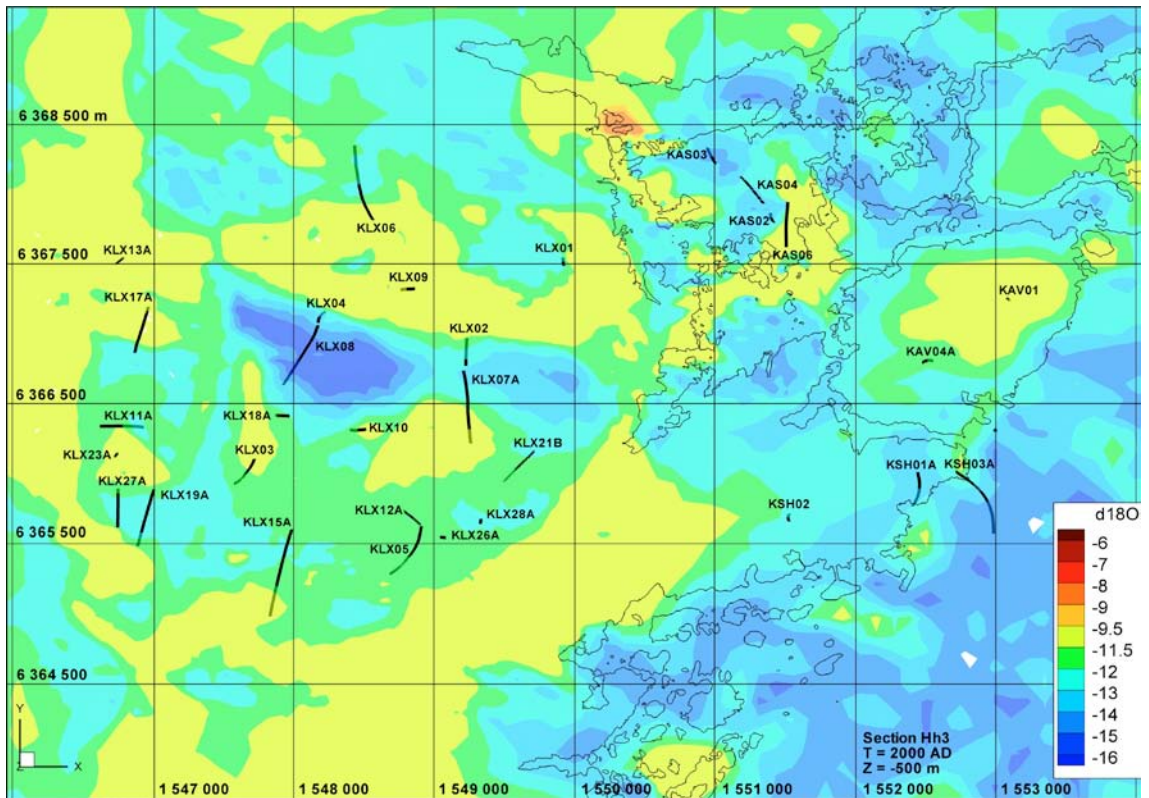 6 368 500 m
KAS03
KAS04
KAS02
KLX06
KAS06
KLX01
KLX13A
6 367 500
KLX09
KAV01
KLX17A
KLX04
KLX02
KLX08
KAV04A
KLX07A
6 366 500
KLX11A
KLX18A
KLX10
KLX21B
KLX23A
KLX03
KSH01A
KSH03A
KLX27A
KLX19A
KSH02
KLX12A
KLX28A
KLX15A
KLX26A
6 365 500
KLX05
d18O
-6
-7
-8
-9
-9.5
-11.5
-12
-13
-14
-15
-16
6 364 500
Section Hh3
T = 2000 AD
Z = -500 m
Y
Z
X
1 547 000
1 548 000
1 549 000
1 550 000
1 551 000
1 552 000
1 553 000